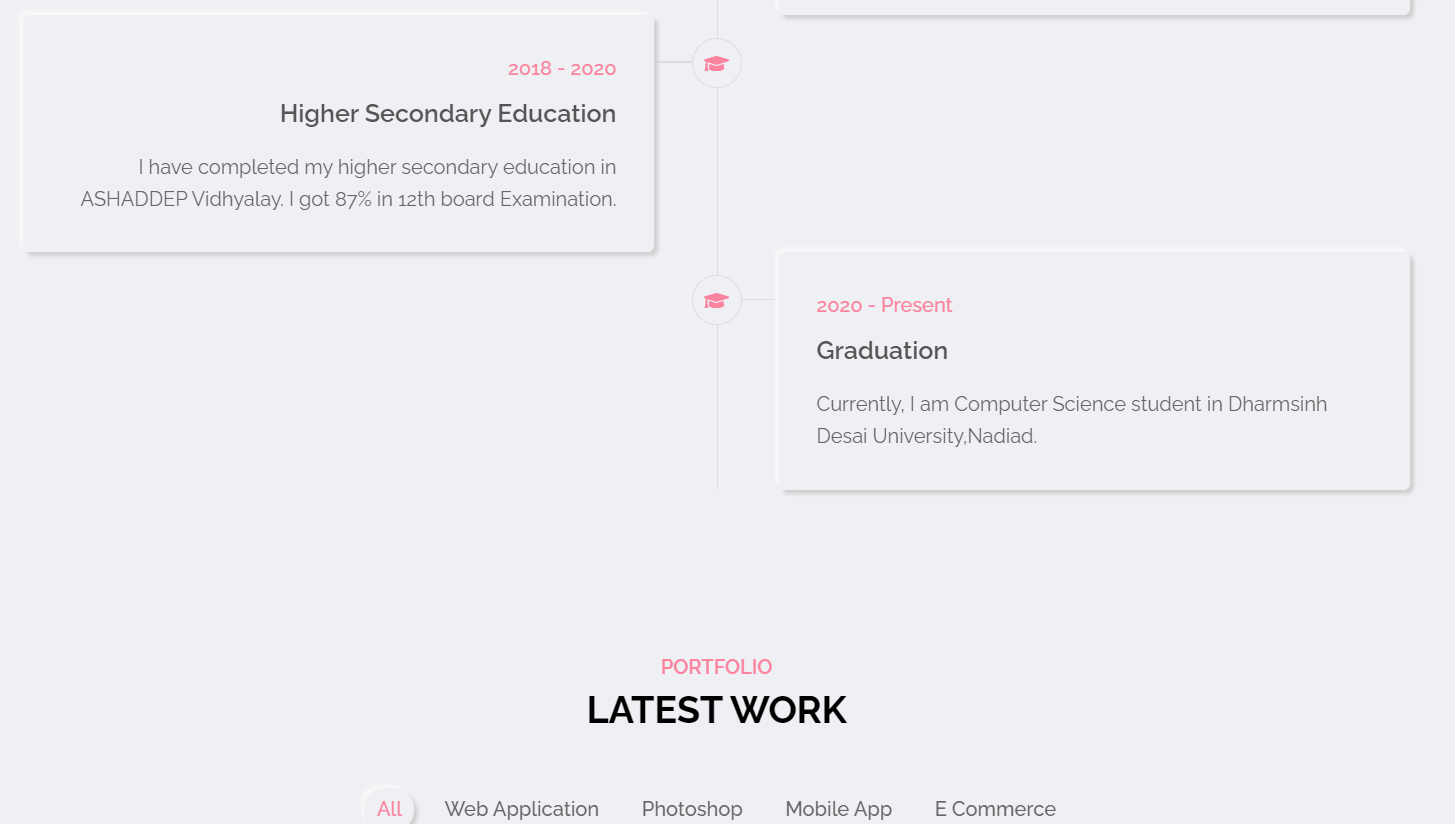 2018 - 2020
Higher Secondary Education
I have completed my higher secondary education in
ASHADDEP Vidhyalay. I got 87% in 12th board Examination.
2020 - Present
Graduation
Currently, I am Computer Science student in Dharmsinh
Desai University,Nadiad.
PORTFOLIO
LATEST WORK
All Web Application Photoshop Mobile App E Commerce